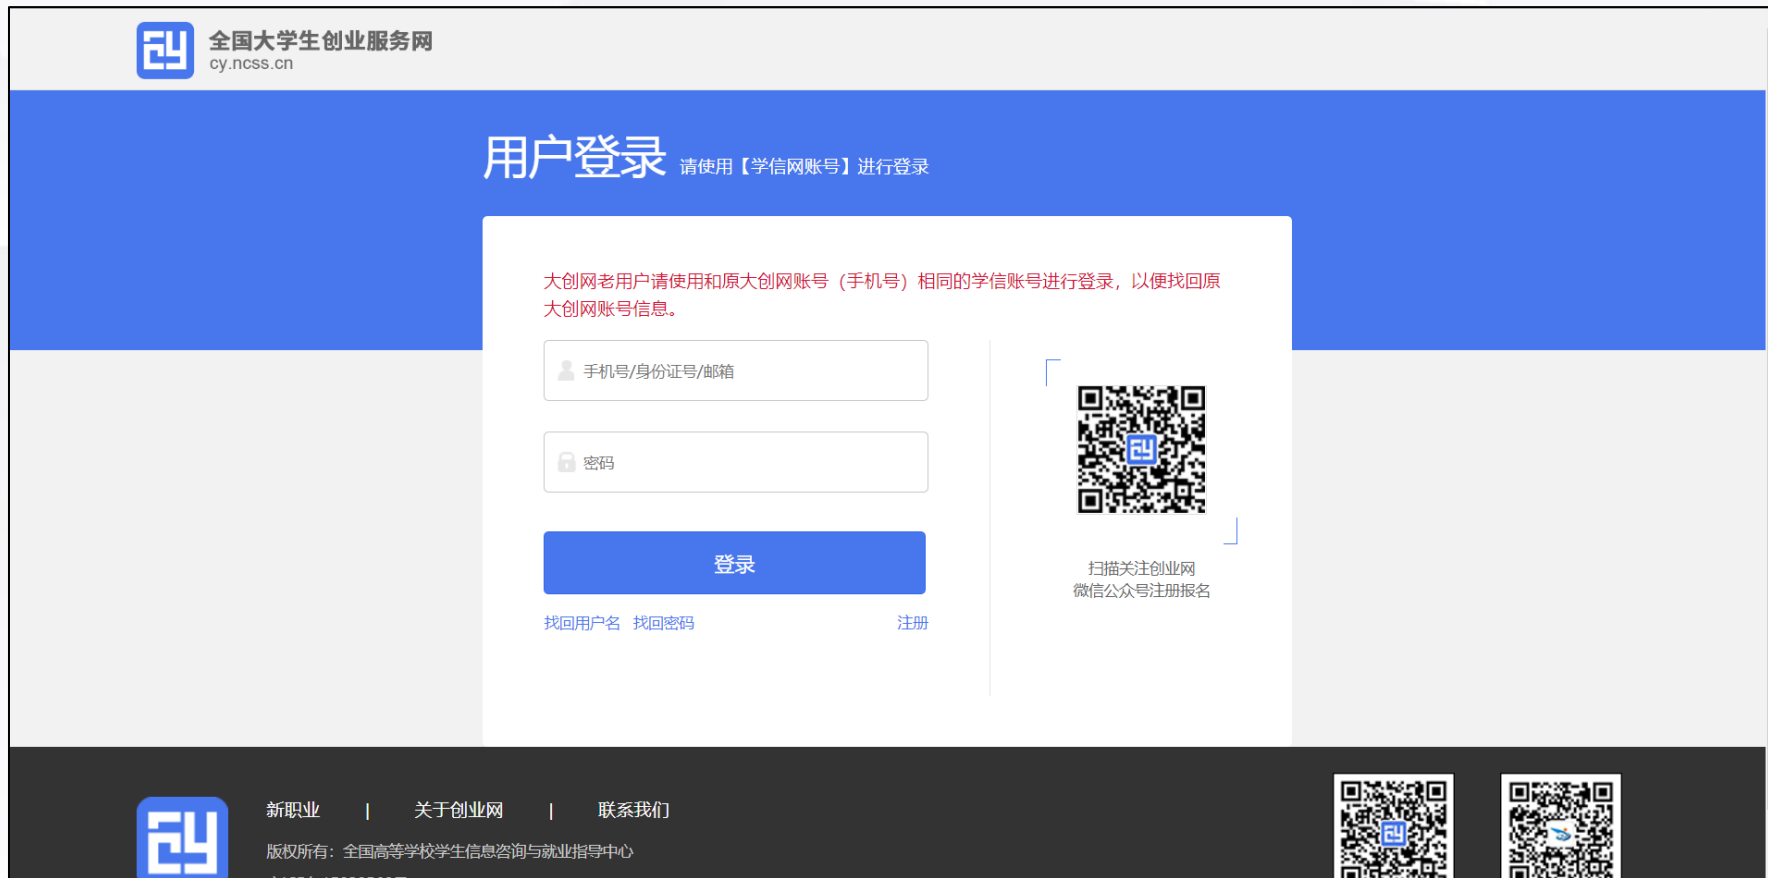 全国大学生创业服务网
cy.ncss.cn
用户登录 请使用【学信网账号】进行登录
大创网老用户请使用和原大创网账号（手机号）相同的学信账号进行登录，以便找回原
大创网账号信息。
手机号/身份证号/邮箱
密码
登录
找回用户名 找回密码 注册
扫描关注创业网
微信公众号注册报名
新职业 | 关于创业网 | 联系我们
版权所有：全国高等学校学生信息咨询与就业指导中心